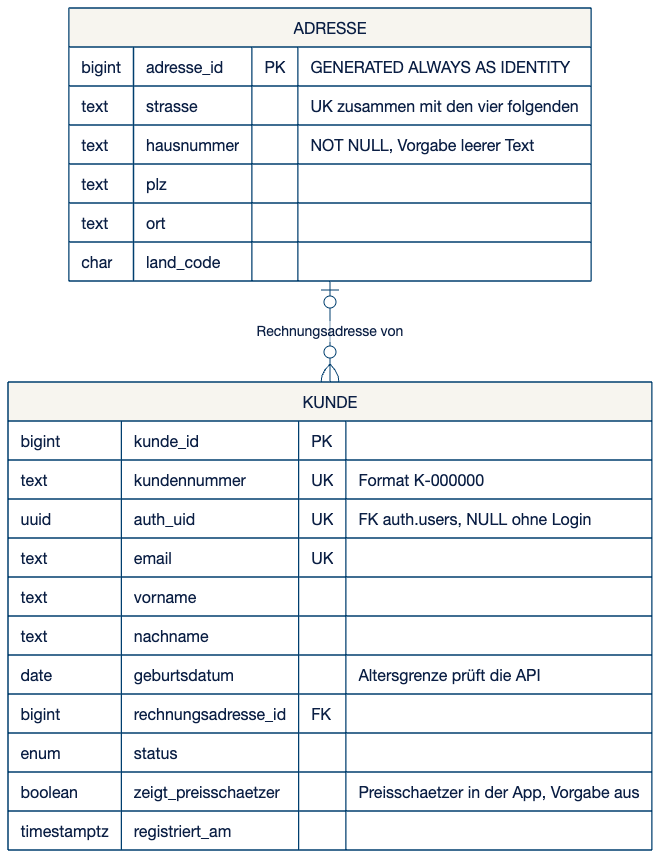 ADRESSE
bigint adresse_id PK GENERATED ALWAYS AS IDENTITY
text strasse UK zusammen mit den vier folgenden
text hausnummer NOT NULL, Vorgabe leerer Text
text plz
text ort
char land_code
Rechnungsadresse von
KUNDE
bigint kunde_id PK
text kundennummer UK Format K-000000
uuid auth_uid UK FK auth.users, NULL ohne Login
text email UK
text vorname
text nachname
date geburtsdatum Altersgrenze prüft die API
bigint rechnungsadresse_id FK
enum status
boolean zeigt_preisschaetzer Preisschaetzer in der App, Vorgabe aus
timestamptz registriert_am